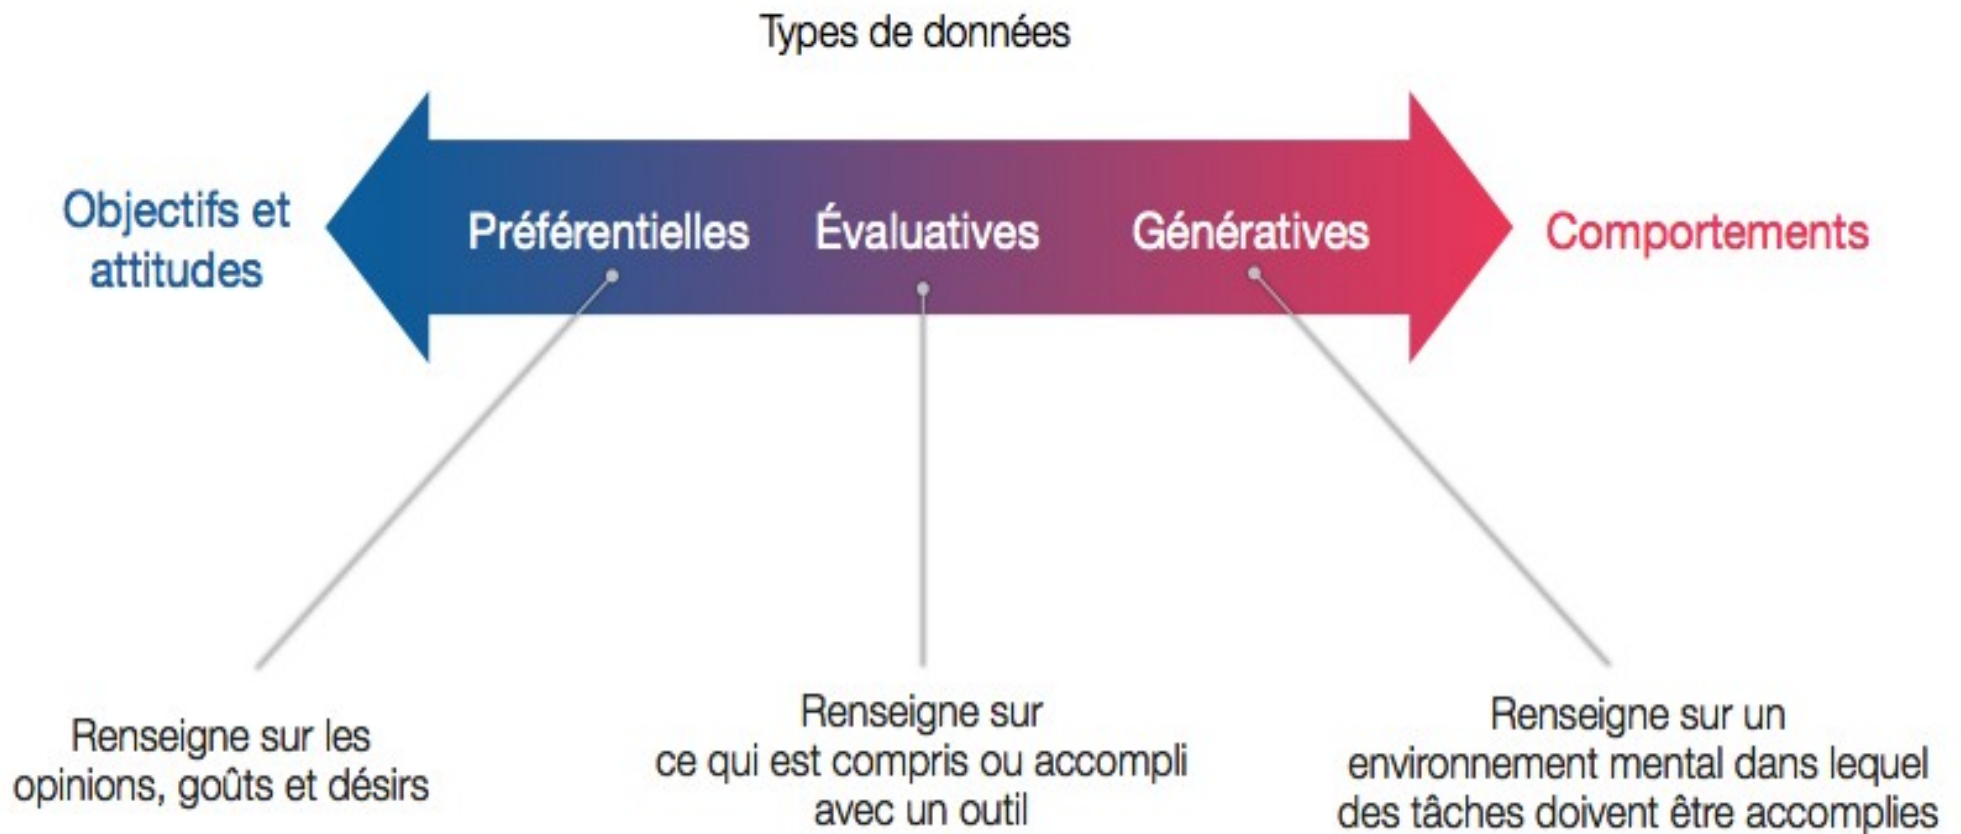 Types de données
Objectifs et
attitudes
Préférentielles
Évaluatives
Génératives
Comportements
Renseigne sur les
opinions, goûts et désirs
Renseigne sur
ce qui est compris ou accompli
avec un outil
Renseigne sur un
environnement mental dans lequel
des tâches doivent être accomplies